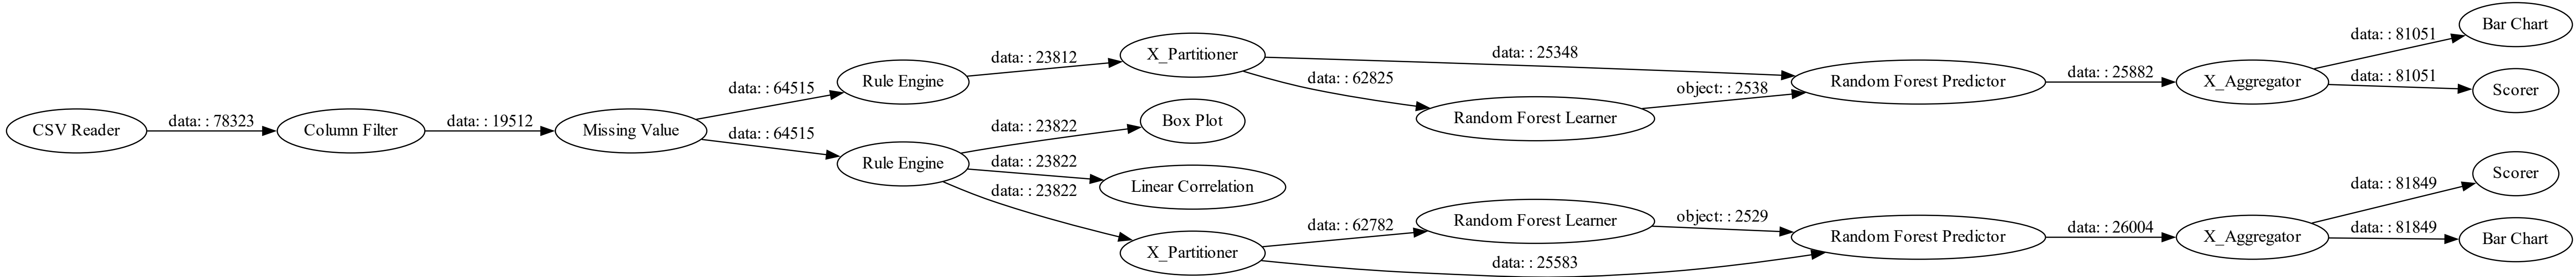 CSV Reader
data: : 78323
Column Filter
data: : 19512
Missing Value
data: : 64515
Rule Engine
data: : 23812
X_Partitioner
data: : 25348
data: : 62825
Random Forest Learner
object: : 2538
Random Forest Predictor
data: : 25882
X_Aggregator
data: : 81051
Bar Chart
data: : 81051
Scorer
data: : 64515
Rule Engine
data: : 23822
Box Plot
data: : 23822
Linear Correlation
data: : 23822
X_Partitioner
data: : 62782
Random Forest Learner
object: : 2529
data: : 25583
Random Forest Predictor
data: : 26004
X_Aggregator
data: : 81849
Scorer
data: : 81849
Bar Chart